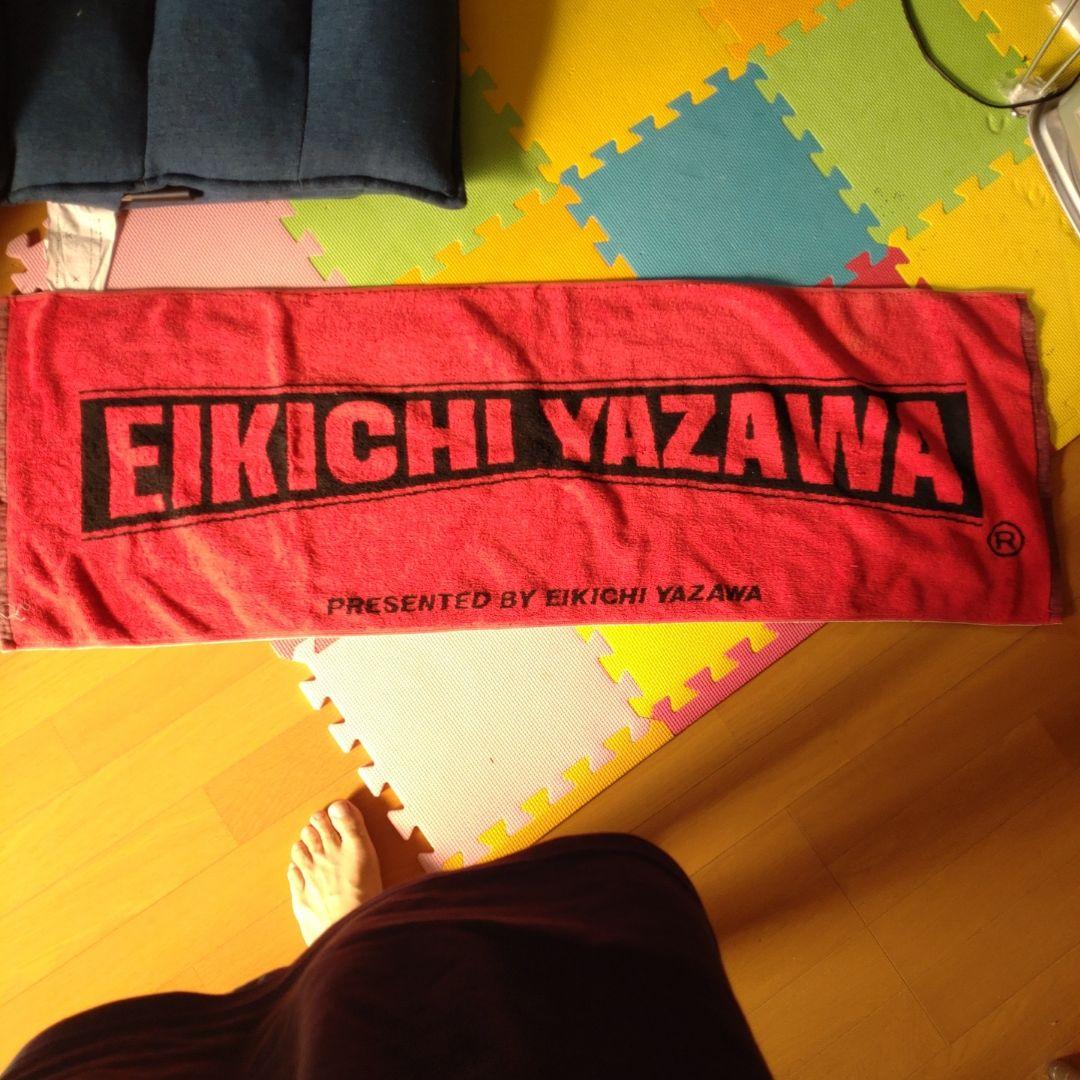 EIKICHI YAZAWA
®
PRESENTED BY EIKICHI YAZAWA